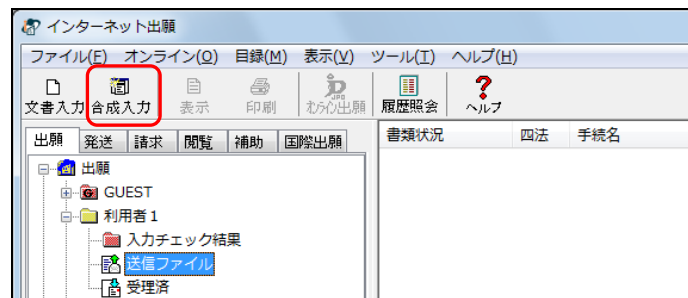 インターネット出願
ファイル(F) オンライン(O) 目録(M) 表示(V) ツール(T) ヘルプ(H)
文書入力 合成入力 表示 印刷 むらい出願 履歴照会 ヘルプ
出願 発送 請求 閲覧 補助 国際出願
書類状況 四法 手続名
出願
GUEST
利用者1
入力チェック結果
送信ファイル
受理済